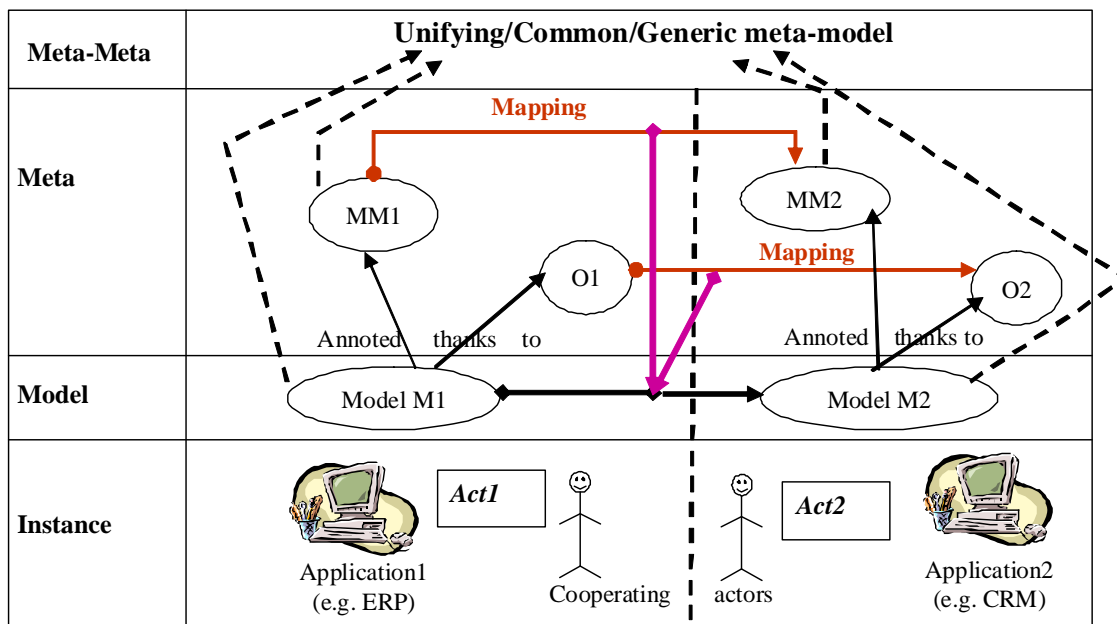 Meta-Meta
Unifying/Common/Generic meta-model
Meta
Mapping
MM1
MM2
Mapping
O1
O2
Annoted thanks to
Annoted thanks to
Model
Model M1
Model M2
Instance
Act1
Act2
Application1
(e.g. ERP)
Cooperating actors
Application2
(e.g. CRM)